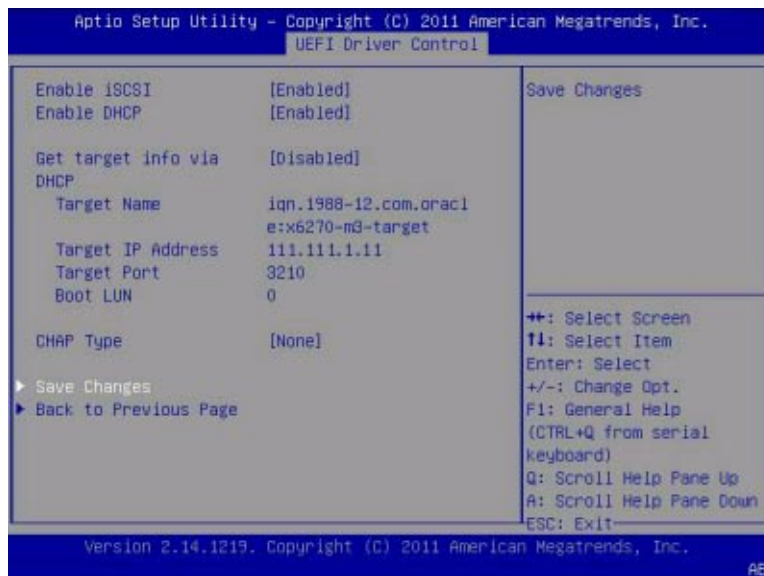 Aptio Setup Utility – Copyright (C) 2011 American Megatrends, Inc.
UEFI Driver Control
Enable iSCSI [Enabled]
Enable DHCP [Enabled]
Get target info via [Disabled]
DHCP
Target Name iqn.1988-12.com.oracl
e:x6270-m3-target
Target IP Address 111.111.1.11
Target Port 3210
Boot LUN 0
CHAP Type [None]
Save Changes
Back to Previous Page
Save Changes
→←: Select Screen
↑↓: Select Item
Enter: Select
+/-: Change Opt.
F1: General Help
(CTRL+Q from serial
keyboard)
Q: Scroll Help Pane Up
A: Scroll Help Pane Down
ESC: Exit
Version 2.14.1219. Copyright (C) 2011 American Megatrends, Inc.
AB